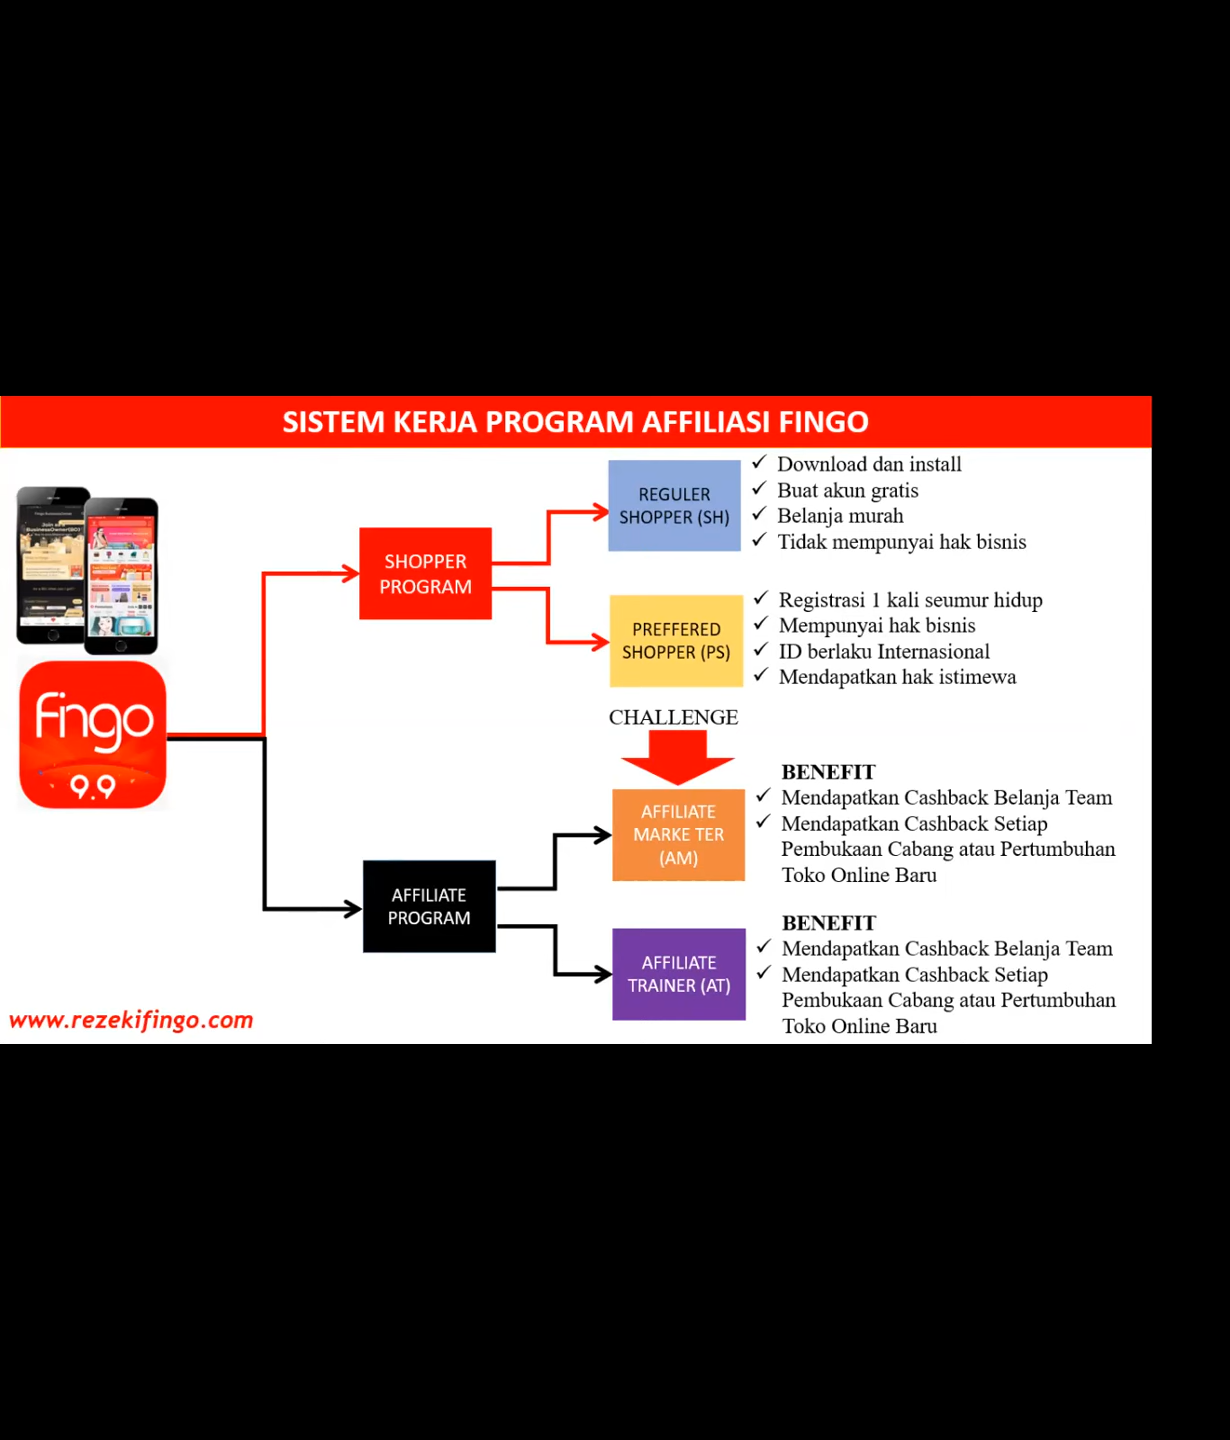 SISTEM KERJA PROGRAM AFFILIASI FINGO
fingo
9.9
www.rezekifingo.com
SHOPPER
PROGRAM
REGULER
SHOPPER (SH)
Download dan install
Buat akun gratis
Belanja murah
Tidak mempunyai hak bisnis
PREFFERED
SHOPPER (PS)
Registrasi 1 kali seumur hidup
Mempunyai hak bisnis
ID berlaku Internasional
Mendapatkan hak istimewa
CHALLENGE
AFFILIATE
PROGRAM
AFFILIATE
MARKE TER
(AM)
BENEFIT
Mendapatkan Cashback Belanja Team
Mendapatkan Cashback Setiap
Pembukaan Cabang atau Pertumbuhan
Toko Online Baru
AFFILIATE
TRAINER (AT)
BENEFIT
Mendapatkan Cashback Belanja Team
Mendapatkan Cashback Setiap
Pembukaan Cabang atau Pertumbuhan
Toko Online Baru